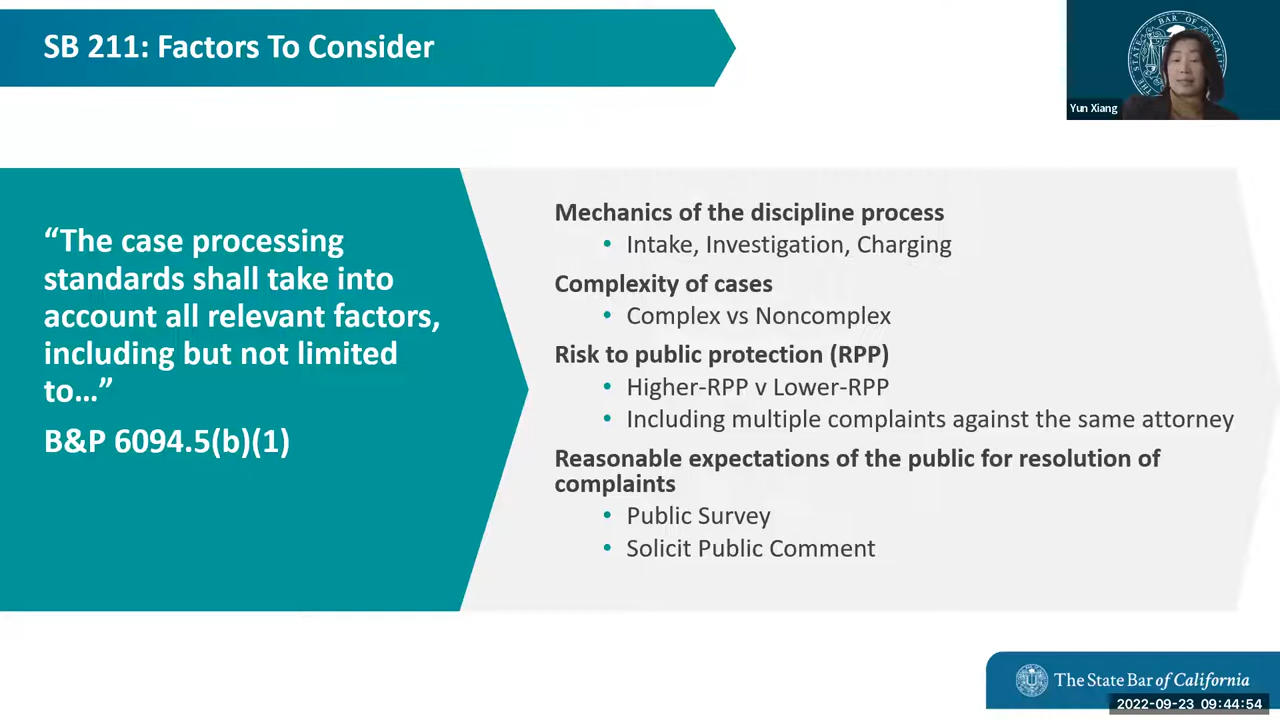 SB 211: Factors To Consider
Yun Xiang
“The case processing
standards shall take into
account all relevant factors,
including but not limited
to…”
B&P 6094.5(b)(1)
Mechanics of the discipline process
• Intake, Investigation, Charging
Complexity of cases
• Complex vs Noncomplex
Risk to public protection (RPP)
• Higher-RPP v Lower-RPP
• Including multiple complaints against the same attorney
Reasonable expectations of the public for resolution of
complaints
• Public Survey
• Solicit Public Comment
The State Bar of California
2022-09-23 09:44:54